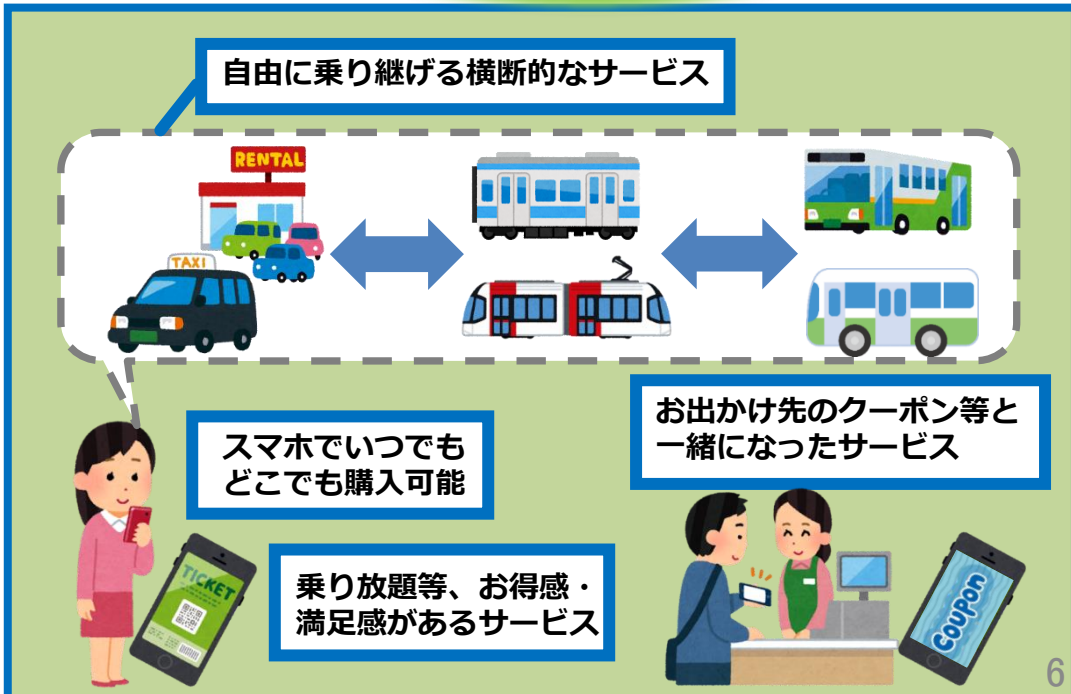 自由に乗り継げる横断的なサービス
RENTAL
TAXI
スマホでいつでも
どこでも購入可能
お出かけ先のクーポン等と
一緒になったサービス
TICKET
乗り放題等、お得感・
満足感があるサービス
COUPON
6